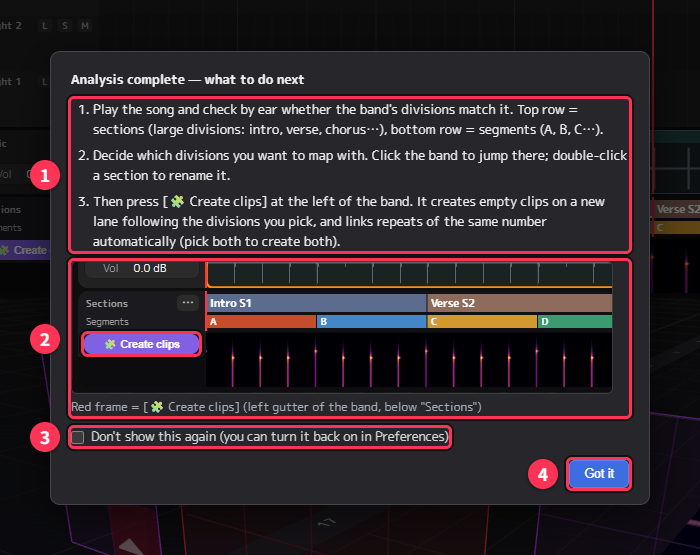 ght 2 L S M
ght 1 L
Analysis complete — what to do next
1. Play the song and check by ear whether the band's divisions match it. Top row =
sections (large divisions: intro, verse, chorus…), bottom row = segments (A, B, C…).
2. Decide which divisions you want to map with. Click the band to jump there; double-click
a section to rename it.
3. Then press [ 🧩 Create clips] at the left of the band. It creates empty clips on a new
lane following the divisions you pick, and links repeats of the same number
automatically (pick both to create both).
1
ic
Vol 0.0
ions
ments
Create
Verse S2
C
Vol 0.0 dB
Sections ··· Intro S1 Verse S2
Segments A B C D
2
🧩 Create clips
Red frame = [ 🧩 Create clips] (left gutter of the band, below "Sections")
3
Don't show this again (you can turn it back on in Preferences)
4
Got it